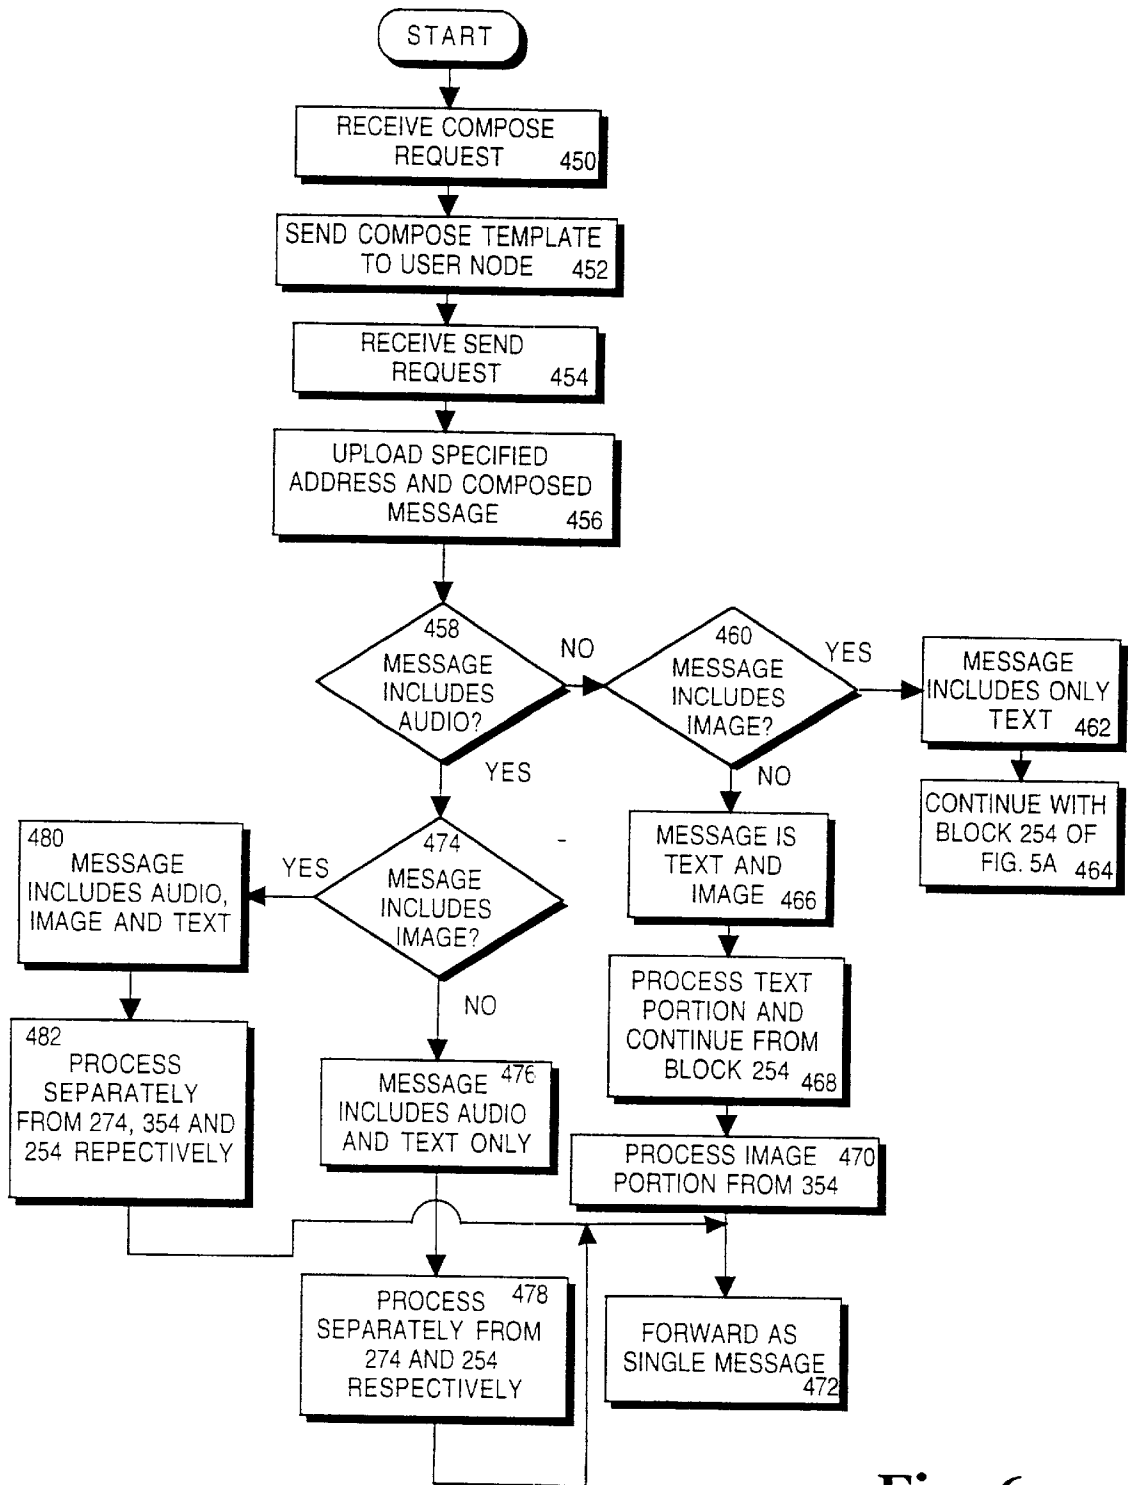 START
RECEIVE COMPOSE
REQUEST 450
SEND COMPOSE TEMPLATE
TO USER NODE 452
RECEIVE SEND
REQUEST 454
UPLOAD SPECIFIED
ADDRESS AND COMPOSED
MESSAGE 456
458
MESSAGE
INCLUDES
AUDIO?
NO
YES
460
MESSAGE
INCLUDES
IMAGE?
YES
NO
MESSAGE
INCLUDES ONLY
TEXT 462
CONTINUE WITH
BLOCK 254 OF
FIG. 5A 464
MESSAGE IS
TEXT AND
IMAGE 466
PROCESS TEXT
PORTION AND
CONTINUE FROM
BLOCK 254 468
PROCESS IMAGE 470
PORTION FROM 354
474
MESAGE
INCLUDES
IMAGE?
YES
NO
480
MESSAGE
INCLUDES AUDIO,
IMAGE AND TEXT
482
PROCESS
SEPARATELY
FROM 274, 354 AND
254 REPECTIVELY
MESSAGE 476
INCLUDES AUDIO
AND TEXT ONLY
PROCESS 478
SEPARATELY FROM
274 AND 254
RESPECTIVELY
FORWARD AS
SINGLE MESSAGE
472